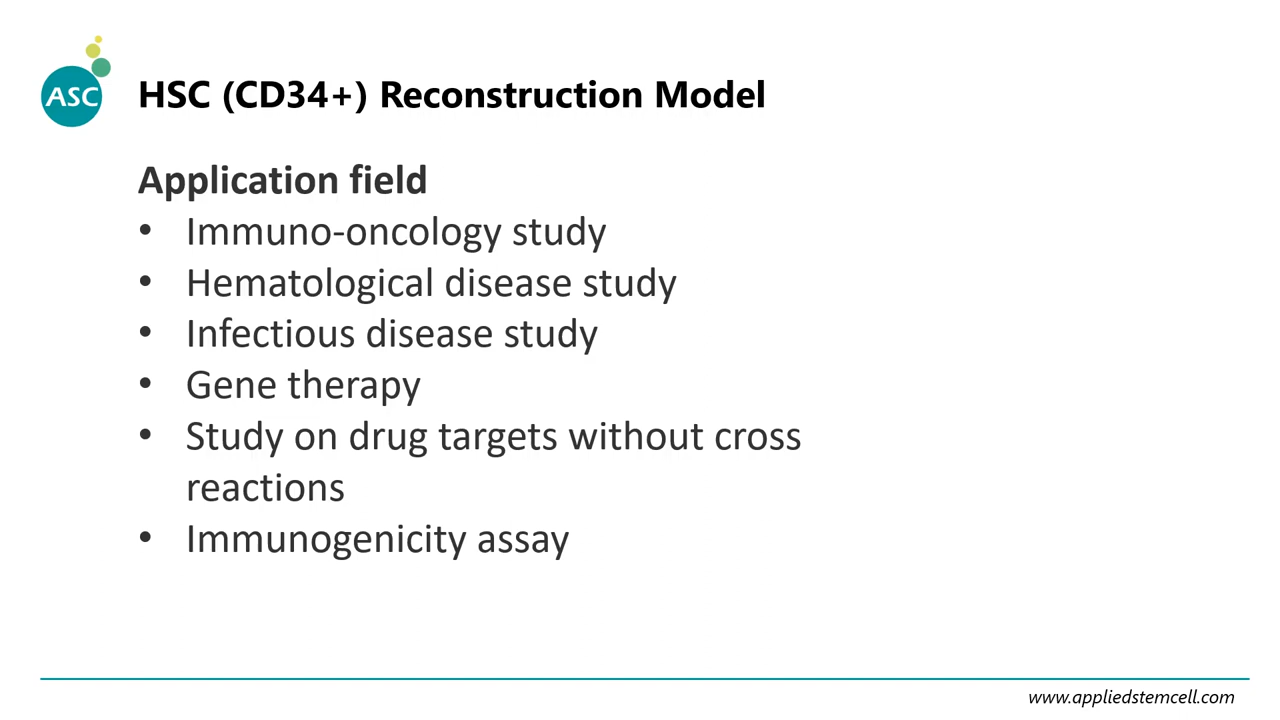 ASC
HSC (CD34+) Reconstruction Model
Application field
• Immuno-oncology study
• Hematological disease study
• Infectious disease study
• Gene therapy
• Study on drug targets without cross
reactions
• Immunogenicity assay
www.appliedstemcell.com